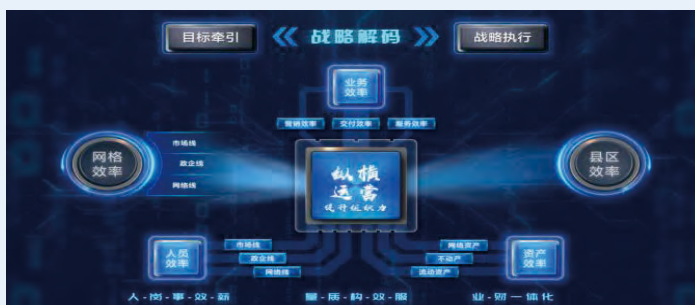 目标牵引
战略解码
战略执行
业务
效率
营销效率
交付效率
服务效率
网格
效率
市场线
政企线
网络线
纵横
运营
县区
效率
人员
效率
市场线
政企线
网络线
网络资产
不动产
流动资产
资产
效率
人-岗-事-效-薪
量-质-构-效-服
业-财一体化